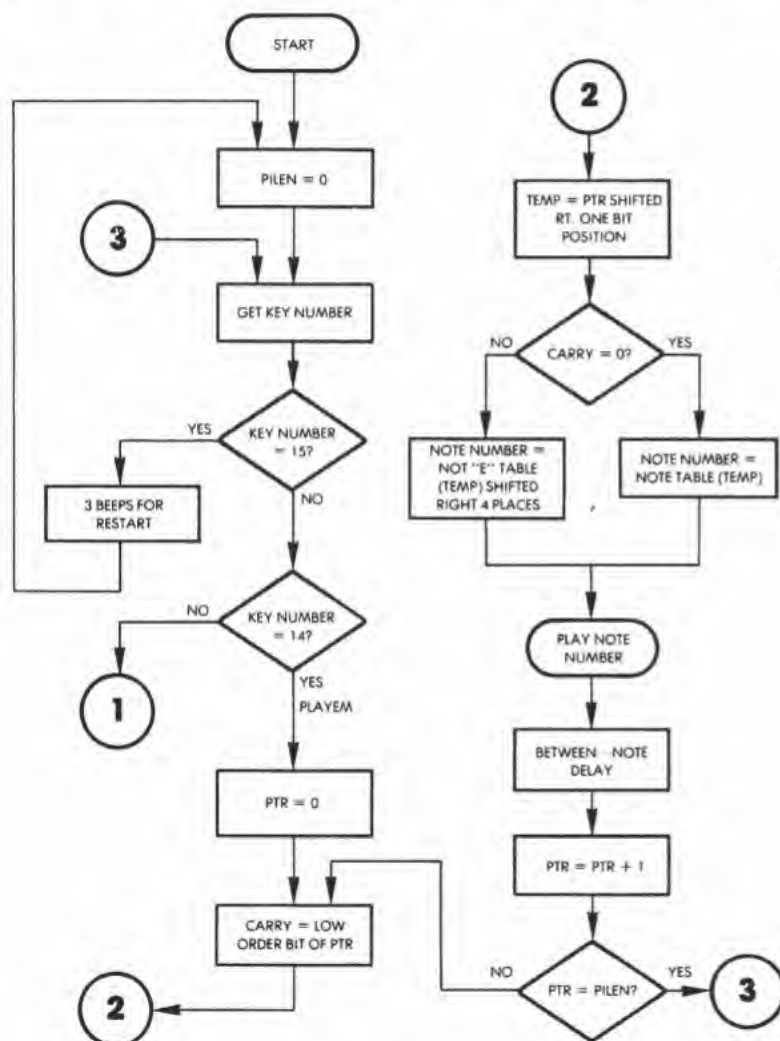 START
PILEN = 0
3
GET KEY NUMBER
KEY NUMBER
= 15?
YES
NO
3 BEEPS FOR
RESTART
KEY NUMBER
= 14?
NO
YES
PLAYEM
1
PTR = 0
CARRY = LOW
ORDER BIT OF PTR
2
2
TEMP = PTR SHIFTED
RT. ONE BIT
POSITION
CARRY = 0?
NO
YES
NOTE NUMBER =
NOT "E" TABLE
(TEMP) SHIFTED
RIGHT 4 PLACES
NOTE NUMBER =
NOTE TABLE (TEMP)
PLAY NOTE
NUMBER
BETWEEN—NOTE
DELAY
PTR = PTR + 1
PTR = PILEN?
NO
YES
3